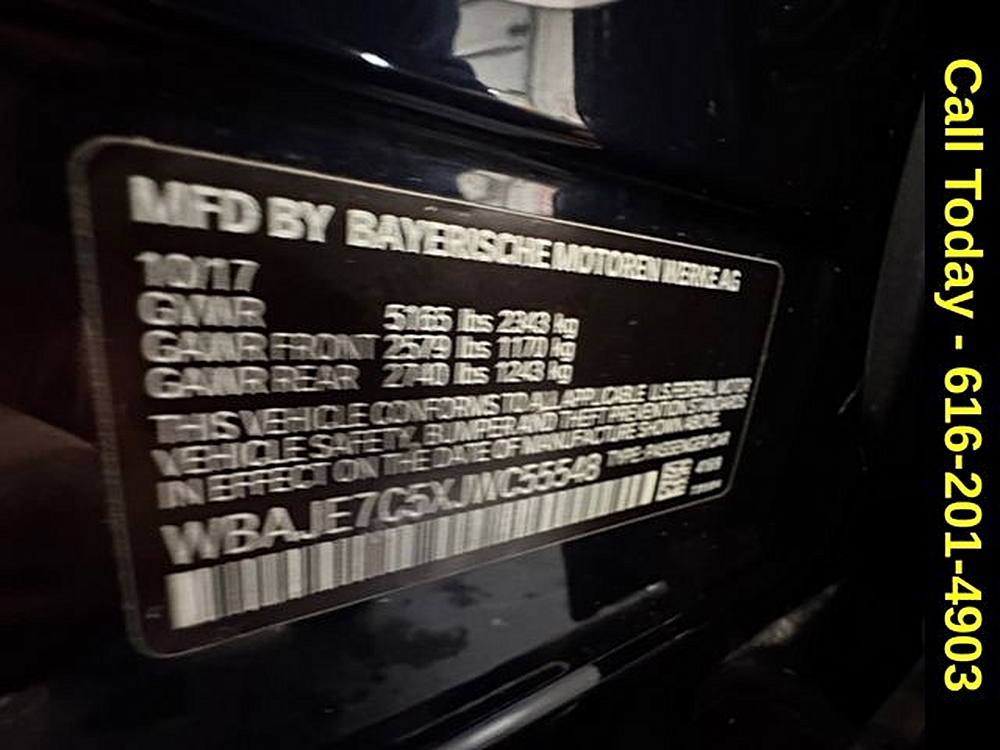 MFD BY BAYERISCHE MOTOREN WERKE AG
10/17
GVWR 5165 lbs 2343 kg
GAWR FRONT 2579 lbs 1170 kg
GAWR REAR 2740 lbs 1243 kg
THIS VEHICLE CONFORMS TO ALL APPLICABLE U.S. FEDERAL MOTOR
VEHICLE SAFETY, BUMPER AND THEFT PREVENTION STANDARDS
IN EFFECT ON THE DATE OF MANUFACTURE SHOWN ABOVE.
WBAJE7C5XJWC55548 TYPE: PASSENGER CAR
Call Today - 616-201-4903